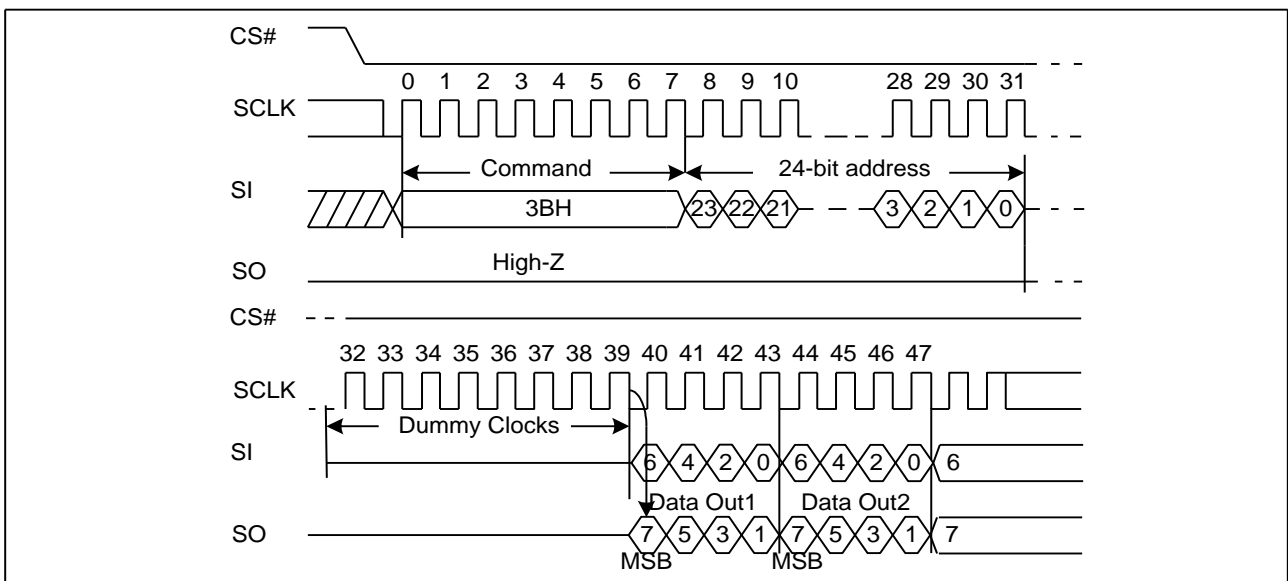 CS#
0 1 2 3 4 5 6 7 8 9 10 28 29 30 31
SCLK
Command 24-bit address
SI
3BH 23 22 21 3 2 1 0
High-Z
SO
CS#
32 33 34 35 36 37 38 39 40 41 42 43 44 45 46 47
SCLK
Dummy Clocks
SI 6 4 2 0 6 4 2 0 6
Data Out1 Data Out2
SO 7 5 3 1 7 5 3 1 7
MSB MSB